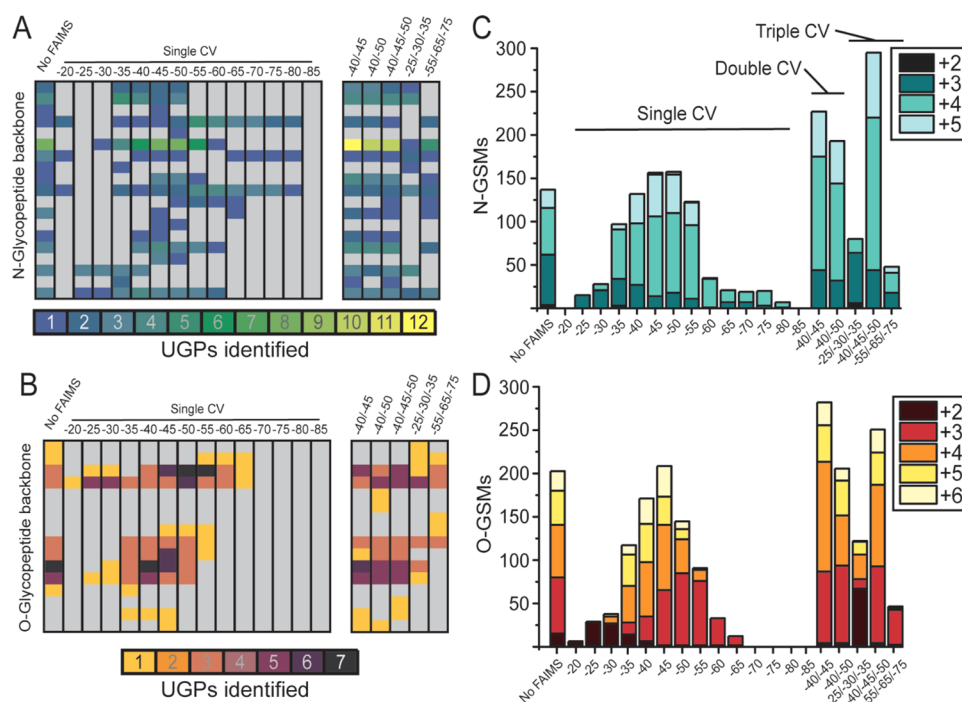 A
No FAIMS
Single CV
-20 -25 -30 -35 -40 -45 -50 -55 -60 -65 -70 -75 -80 -85
-40/-45
-40/-50
-40/-45/-50
-25/-30/-35
-55/-65/-75
N-Glycopeptide backbone
1 2 3 4 5 6 7 8 9 10 11 12
UGPs identified
B
No FAIMS
Single CV
-20 -25 -30 -35 -40 -45 -50 -55 -60 -65 -70 -75 -80 -85
-40/-45
-40/-50
-40/-45/-50
-25/-30/-35
-55/-65/-75
O-Glycopeptide backbone
1 2 3 4 5 6 7
UGPs identified
C
Triple CV
Double CV
Single CV
+2
+3
+4
+5
N-GSMs
300
250
200
150
100
50
No FAIMS -20 -25 -30 -35 -40 -45 -50 -55 -60 -65 -70 -75 -80 -85 -40/-45 -40/-50 -25/-30/-35 -40/-45/-50 -55/-65/-75
D
+2
+3
+4
+5
+6
O-GSMs
300
250
200
150
100
50
No FAIMS -20 -25 -30 -35 -40 -45 -50 -55 -60 -65 -70 -75 -80 -85 -40/-45 -40/-50 25/-30/-35 40/-45/-50 55/-65/-75